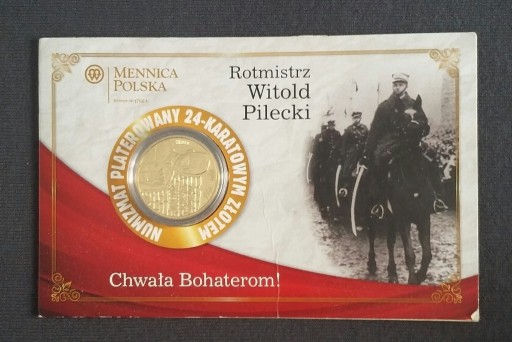 MENNICA
POLSKA
Rotmistrz
Witold
Pilecki
NUMIZMAT PLATEROWANY 24-KARATOWYM ZŁOTEM
Chwała Bohaterom!